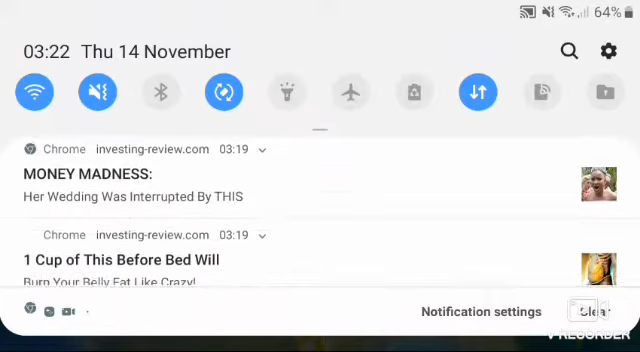 64%
03:22 Thu 14 November
Chrome investing-review.com 03:19
MONEY MADNESS:
Her Wedding Was Interrupted By THIS
Chrome investing-review.com 03:19
1 Cup of This Before Bed Will
Burn Your Belly Fat Like Crazy!
Notification settings Clear
V RECORDER